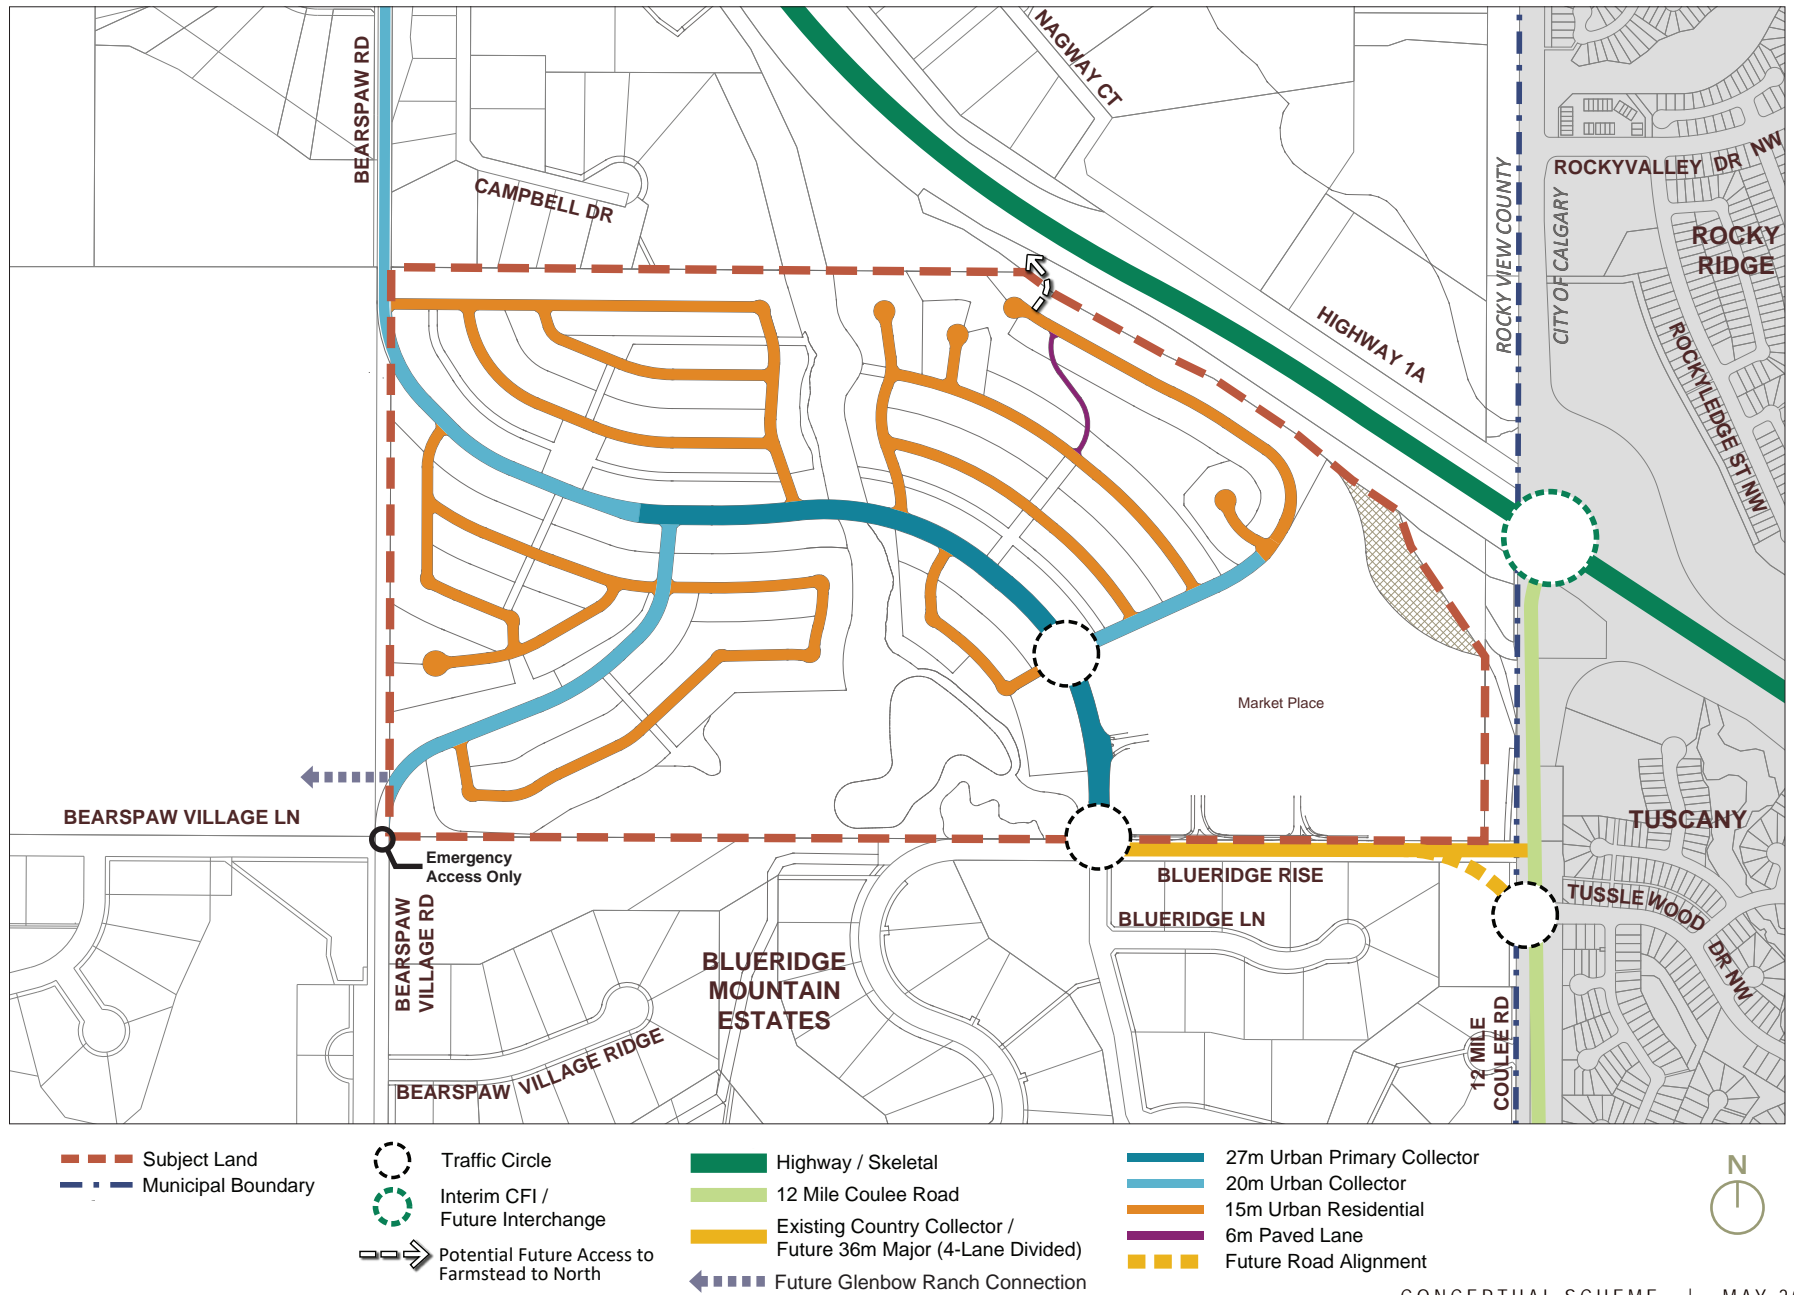 BEARSPAW RD
NAGWAY CT
CAMPBELL DR
ROCKYVALLEY DR NW
ROCKY VIEW COUNTY
CITY OF CALGARY
ROCKY
RIDGE
HIGHWAY 1A
ROCKYLEDGE ST NW
Market Place
BEARSPAW VILLAGE LN
Emergency
Access Only
TUSCANY
BLUERIDGE RISE
BLUERIDGE LN
TUSSLEWOOD DR NW
BEARSPAW
VILLAGE RD
BLUERIDGE
MOUNTAIN
ESTATES
12 MILE
COULEE RD
BEARSPAW VILLAGE RIDGE
Subject Land
Municipal Boundary
Traffic Circle
Interim CFI /
Future Interchange
Potential Future Access to
Farmstead to North
Highway / Skeletal
12 Mile Coulee Road
Existing Country Collector /
Future 36m Major (4-Lane Divided)
Future Glenbow Ranch Connection
27m Urban Primary Collector
20m Urban Collector
15m Urban Residential
6m Paved Lane
Future Road Alignment
N